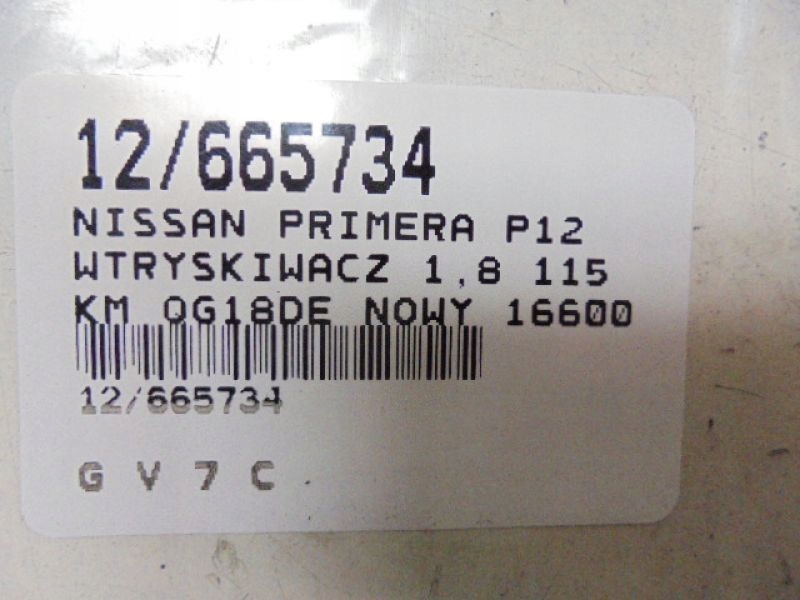 12/665734
NISSAN PRIMERA P12
WTRYSKIWACZ 1,8 115
KM QG18DE NOWY 16600
12/665734
G V 7 C